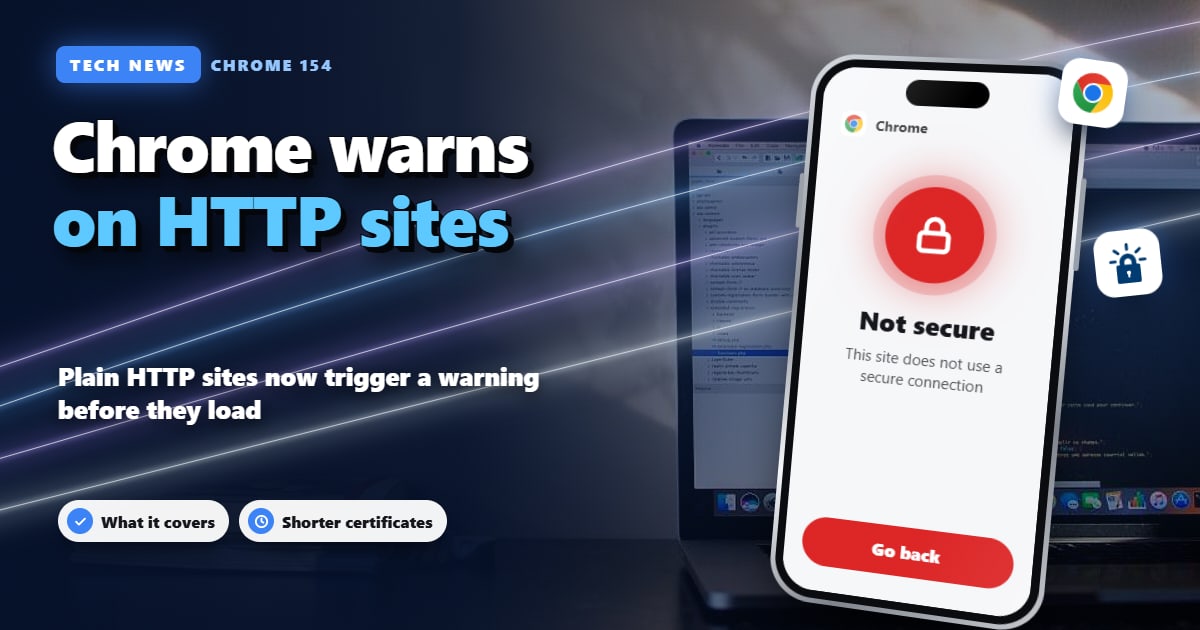 TECH NEWS CHROME 154
Chrome warns
on HTTP sites
Plain HTTP sites now trigger a warning
before they load
What it covers
Shorter certificates
Chrome
Not secure
This site does not use a
secure connection
Go back